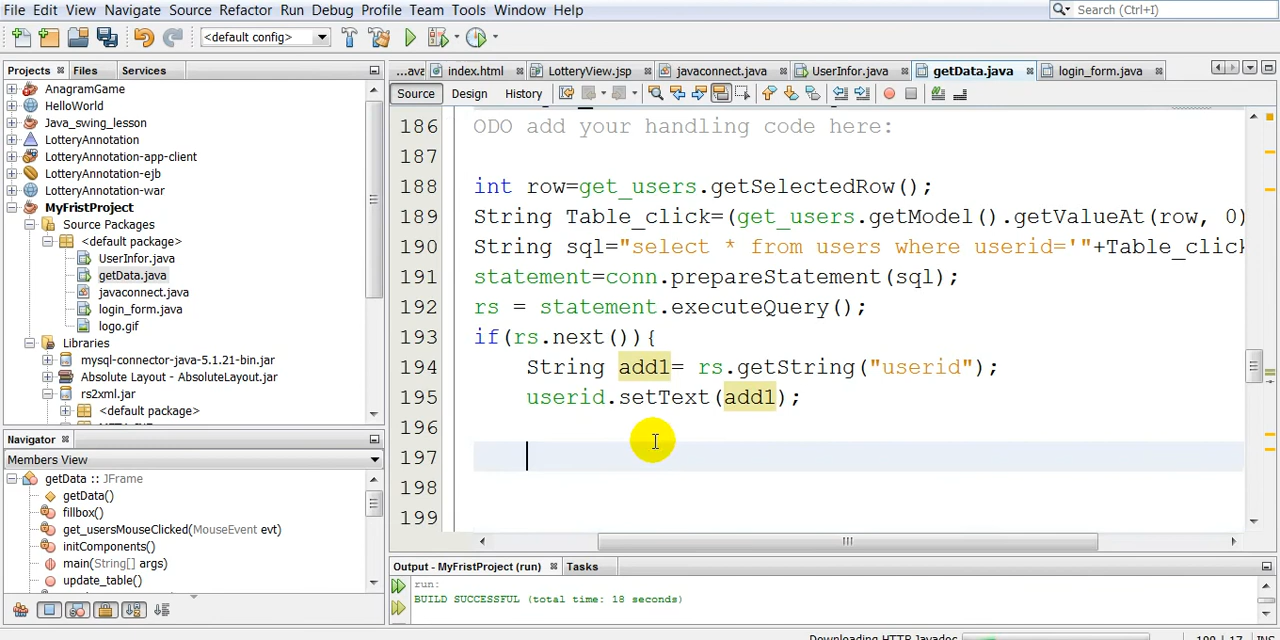 File Edit View Navigate Source Refactor Run Debug Profile Team Tools Window Help
Search (Ctrl+I)
<default config>
Projects Files Services
...ava index.html LotteryView.jsp javaconnect.java UserInfor.java getData.java login_form.java
Source Design History
AnagramGame
HelloWorld
Java_swing_lesson
LotteryAnnotation
LotteryAnnotation-app-client
LotteryAnnotation-ejb
LotteryAnnotation-war
MyFristProject
Source Packages
<default package>
UserInfor.java
getData.java
javaconnect.java
login_form.java
logo.gif
Libraries
mysql-connector-java-5.1.21-bin.jar
Absolute Layout - AbsoluteLayout.jar
rs2xml.jar
<default package>
Navigator
Members View
getData :: JFrame
getData()
fillbox()
get_usersMouseClicked(MouseEvent evt)
initComponents()
main(String[] args)
update_table()
186 ODO add your handling code here:
187
188 int row=get_users.getSelectedRow();
189 String Table_click=(get_users.getModel().getValueAt(row, 0)
190 String sql="select * from users where userid='"+Table_click
191 statement=conn.prepareStatement(sql);
192 rs = statement.executeQuery();
193 if(rs.next()){
194 String add1= rs.getString("userid");
195 userid.setText(add1);
196
197
198
199
Output - MyFristProject (run) Tasks
run:
BUILD SUCCESSFUL (total time: 18 seconds)